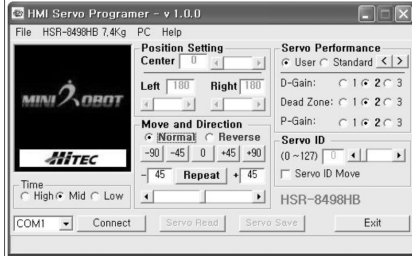 HMI Servo Programer - v 1.0.0
File HSR-8498HB 7,4Kg PC Help
MINI ROBOT
HiTEC
Time
High Mid Low
Position Setting
Center 0
Left 180 Right 180
Move and Direction
Normal Reverse
-90 -45 0 +45 +90
- 45 Repeat + 45
Servo Performance
User Standard < >
D-Gain: 1 2 3
Dead Zone: 1 2 3
P-Gain: 1 2 3
Servo ID
(0~127) 0
Servo ID Move
HSR-8498HB
COM1 Connect Servo Read Servo Save Exit